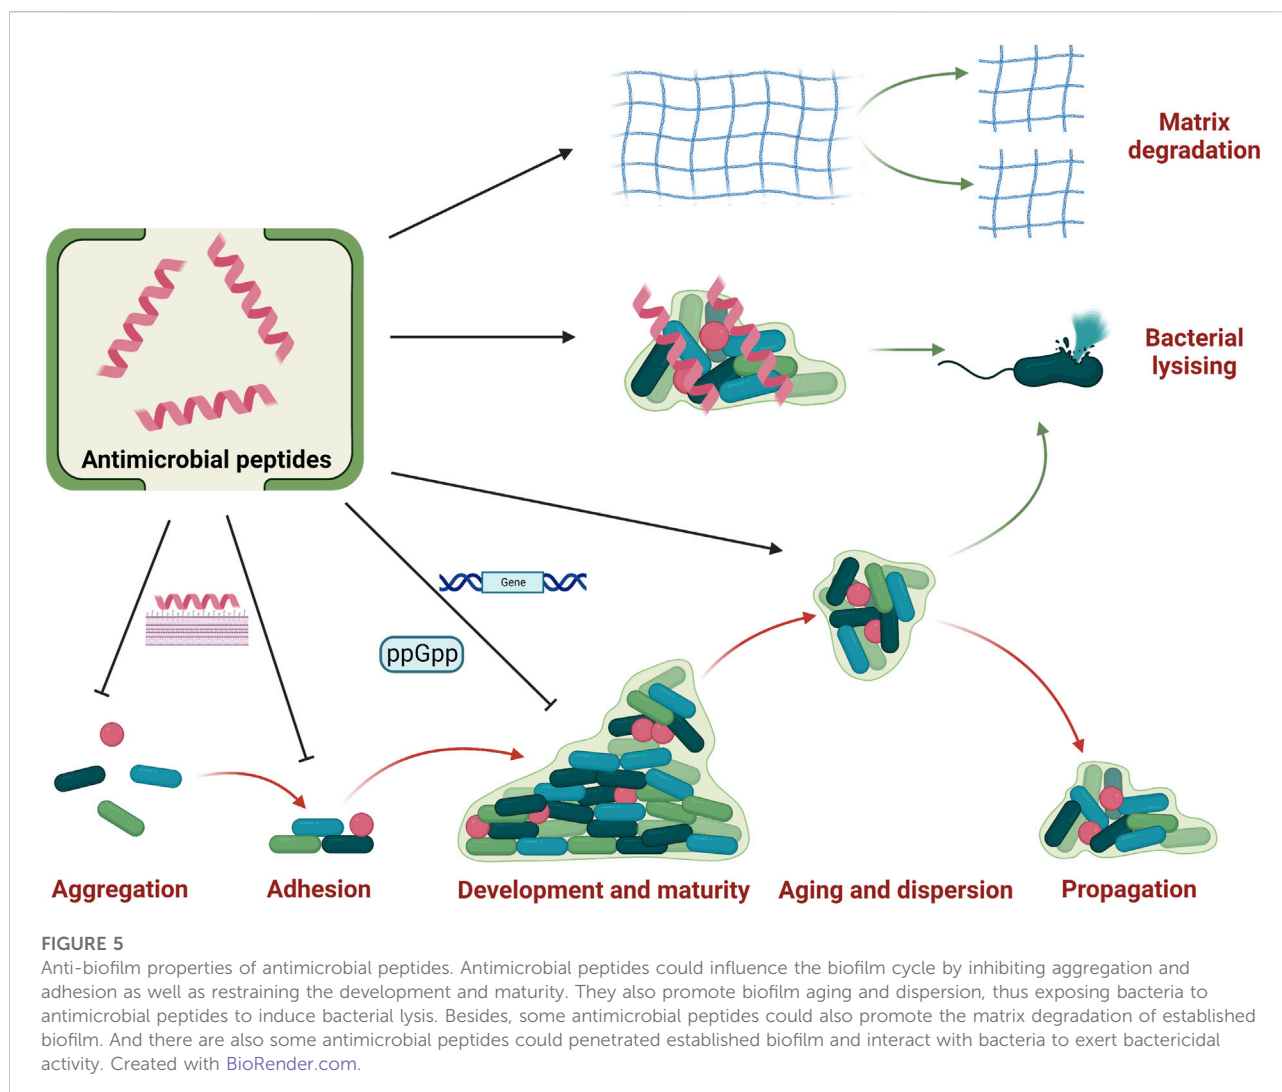 Matrix
degradation
Bacterial
lysising
Antimicrobial peptides
Gene
ppGpp
Aggregation
Adhesion
Development and maturity
Aging and dispersion
Propagation
FIGURE 5
Anti-biofilm properties of antimicrobial peptides. Antimicrobial peptides could influence the biofilm cycle by inhibiting aggregation and
adhesion as well as restraining the development and maturity. They also promote biofilm aging and dispersion, thus exposing bacteria to
antimicrobial peptides to induce bacterial lysis. Besides, some antimicrobial peptides could also promote the matrix degradation of established
biofilm. And there are also some antimicrobial peptides could penetrated established biofilm and interact with bacteria to exert bactericidal
activity. Created with BioRender.com.